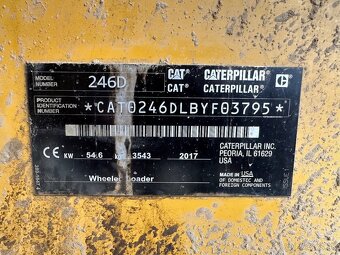 MODEL NUMBER 246D
CAT CATERPILLAR
CAT CATERPILLAR
PRODUCT IDENTIFICATION NUMBER
*CAT0246DLBYF03795*
CE KW 54.6 3543 2017
CATERPILLAR INC.
PEORIA, IL 61629
USA
Wheeled Loader
MADE IN USA
OF DOMESTIC AND
FOREIGN COMPONENTS